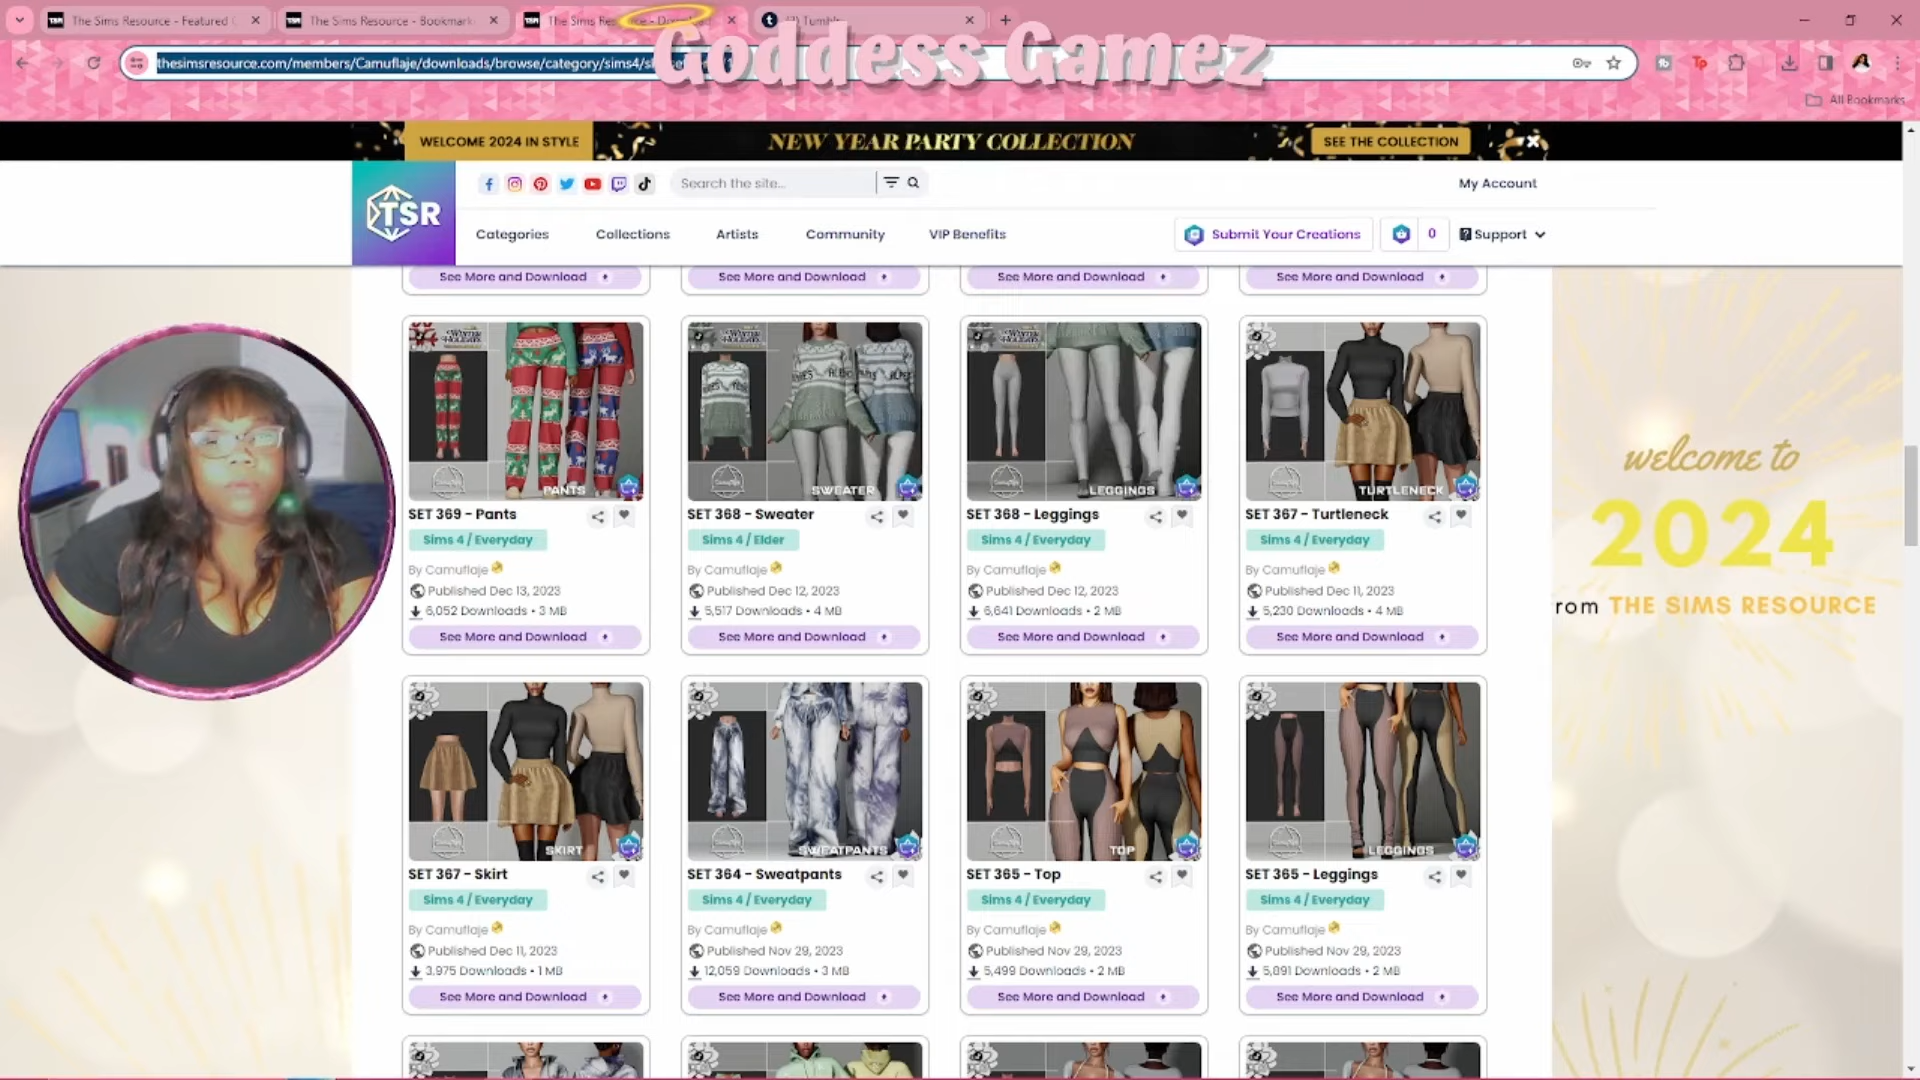 The Sims Resource - Featured
The Sims Resource - Bookmark
The Sims Resource - Download
Tumblr
Goddess Gamez
thesimsresource.com/members/Camuflaje/downloads/browse/category/sims4/
All Bookmarks
WELCOME 2024 IN STYLE
NEW YEAR PARTY COLLECTION
SEE THE COLLECTION
TSR
Search the site...
My Account
Categories
Collections
Artists
Community
VIP Benefits
Submit Your Creations
0
Support
See More and Download
See More and Download
See More and Download
See More and Download
PANTS
SWEATER
LEGGINGS
TURTLENECK
SET 369 - Pants
SET 368 - Sweater
SET 368 - Leggings
SET 367 - Turtleneck
Sims 4 / Everyday
Sims 4 / Elder
Sims 4 / Everyday
Sims 4 / Everyday
By Camuflaje
By Camuflaje
By Camuflaje
By Camuflaje
Published Dec 13, 2023
Published Dec 12, 2023
Published Dec 12, 2023
Published Dec 11, 2023
6,052 Downloads • 3 MB
5,517 Downloads • 4 MB
6,641 Downloads • 2 MB
5,230 Downloads • 4 MB
See More and Download
See More and Download
See More and Download
See More and Download
SKIRT
SWEATPANTS
TOP
LEGGINGS
SET 367 - Skirt
SET 364 - Sweatpants
SET 365 - Top
SET 365 - Leggings
Sims 4 / Everyday
Sims 4 / Everyday
Sims 4 / Everyday
Sims 4 / Everyday
By Camuflaje
By Camuflaje
By Camuflaje
By Camuflaje
Published Dec 11, 2023
Published Nov 29, 2023
Published Nov 29, 2023
Published Nov 29, 2023
3,975 Downloads • 1 MB
12,059 Downloads • 3 MB
5,499 Downloads • 2 MB
5,891 Downloads • 2 MB
See More and Download
See More and Download
See More and Download
See More and Download
welcome to
2024
rom THE SIMS RESOURCE